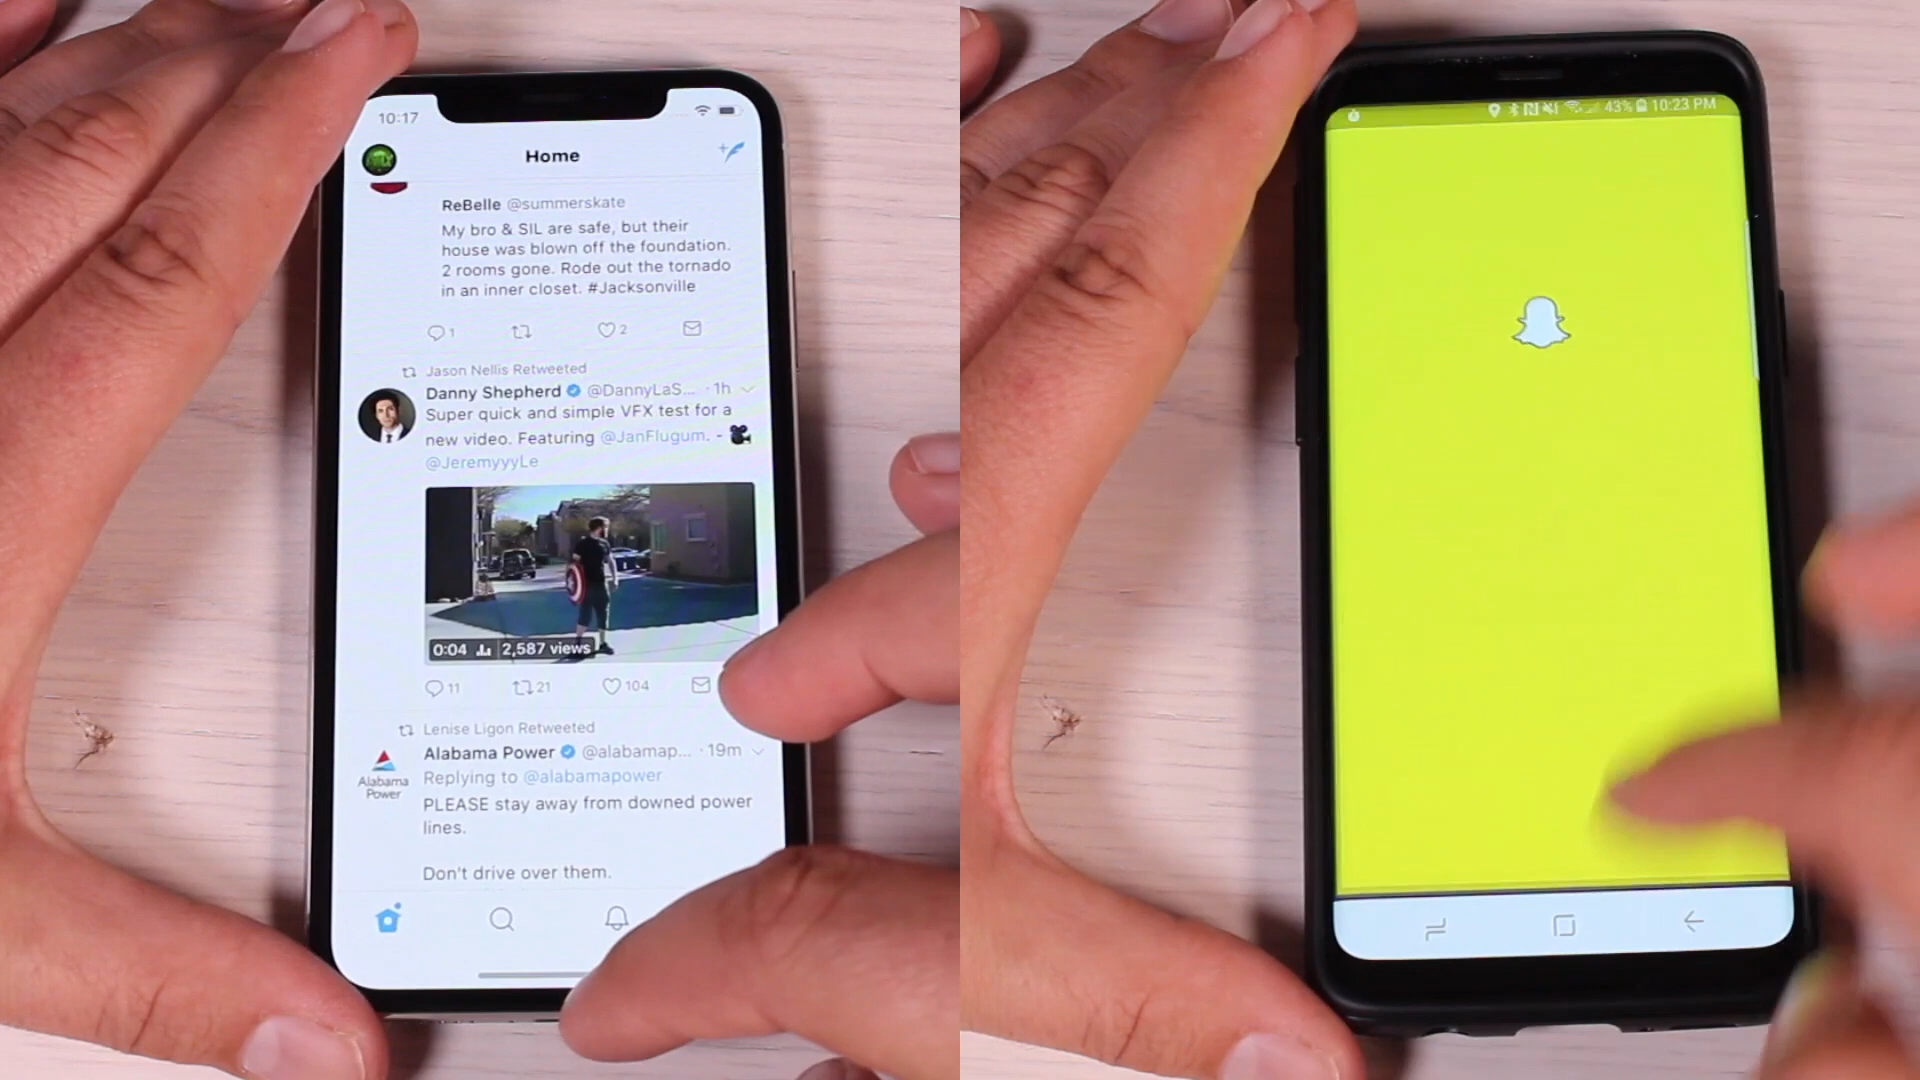 10:17
Home
ReBelle @summerskate
My bro & SIL are safe, but their
house was blown off the foundation.
2 rooms gone. Rode out the tornado
in an inner closet. #Jacksonville
1
2
Jason Nellis Retweeted
Danny Shepherd @DannyLaS... · 1h
Super quick and simple VFX test for a
new video. Featuring @JanFlugum. -
@JeremyyyLe
0:04 2,587 views
11 21 104
Lenise Ligon Retweeted
Alabama Power @alabamap... · 19m
Alabama
Power
Replying to @alabamapower
PLEASE stay away from downed power
lines.
Don't drive over them.
43% 10:23 PM